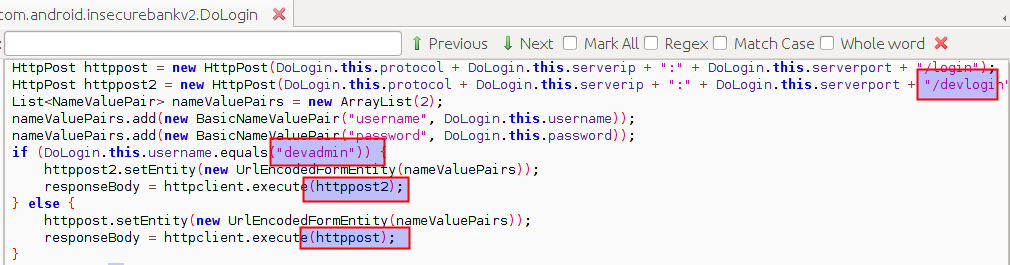 com.android.insecurebankv2.DoLogin
: Previous Next Mark All Regex Match Case Whole word
HttpPost httppost = new HttpPost(DoLogin.this.protocol + DoLogin.this.serverip + ":" + DoLogin.this.serverport + "/login");
HttpPost httppost2 = new HttpPost(DoLogin.this.protocol + DoLogin.this.serverip + ":" + DoLogin.this.serverport + "/devlogin"
List<NameValuePair> nameValuePairs = new ArrayList(2);
nameValuePairs.add(new BasicNameValuePair("username", DoLogin.this.username));
nameValuePairs.add(new BasicNameValuePair("password", DoLogin.this.password));
if (DoLogin.this.username.equals("devadmin")) {
httppost2.setEntity(new UrlEncodedFormEntity(nameValuePairs));
responseBody = httpclient.execute(httppost2);
} else {
httppost.setEntity(new UrlEncodedFormEntity(nameValuePairs));
responseBody = httpclient.execute(httppost);
}